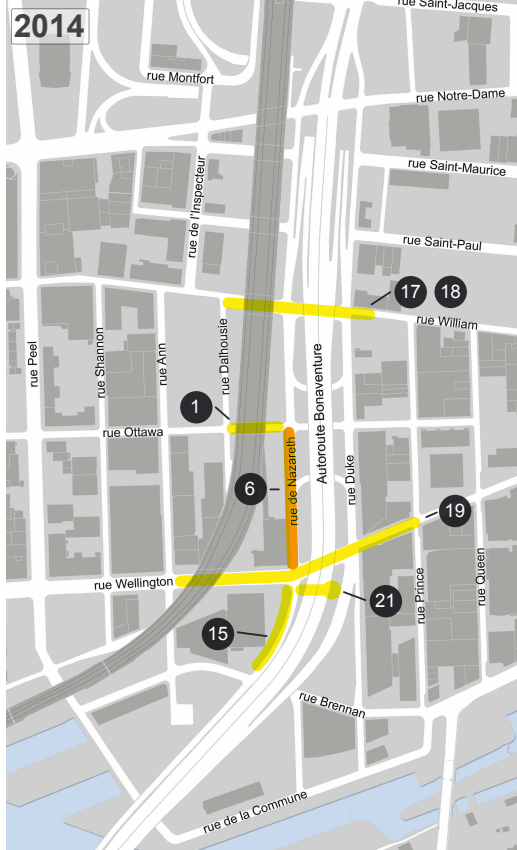 rue Saint-Jacques
2014
rue Montfort
rue Notre-Dame
rue Saint-Maurice
rue de l'Inspecteur
rue Saint-Paul
17 18
rue William
rue Peel
rue Shannon
rue Ann
rue Dalhousie
Autoroute Bonaventure
1
rue Ottawa
rue de Nazareth
rue Duke
6
19
rue Wellington
rue Prince
rue Queen
21
15
rue Brennan
rue de la Commune